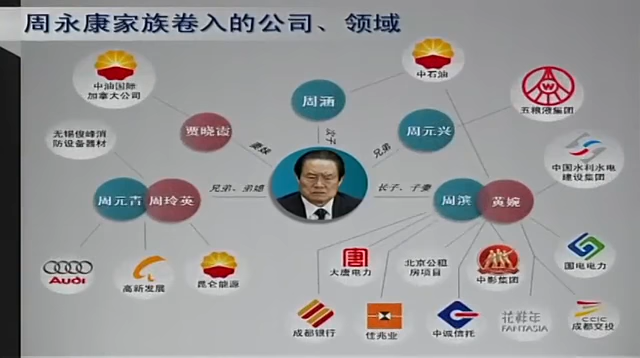 周永康家族卷入的公司、领域
中油国际
加拿大公司
周涵
中石油
五粮液集团
贾晓霞
周元兴
无锡俊峰消
防设备器材
妻妹
次子
兄弟
中国水利水电
建设集团
周元青
周玲英
兄弟、弟媳
长子、子妻
周滨
黄婉
Audi
高新发展
昆仑能源
大唐电力
北京公租
房项目
中影集团
国电电力
成都银行
佳兆业
中诚信托
花样年
FANTASIA
CCIC
成都交投